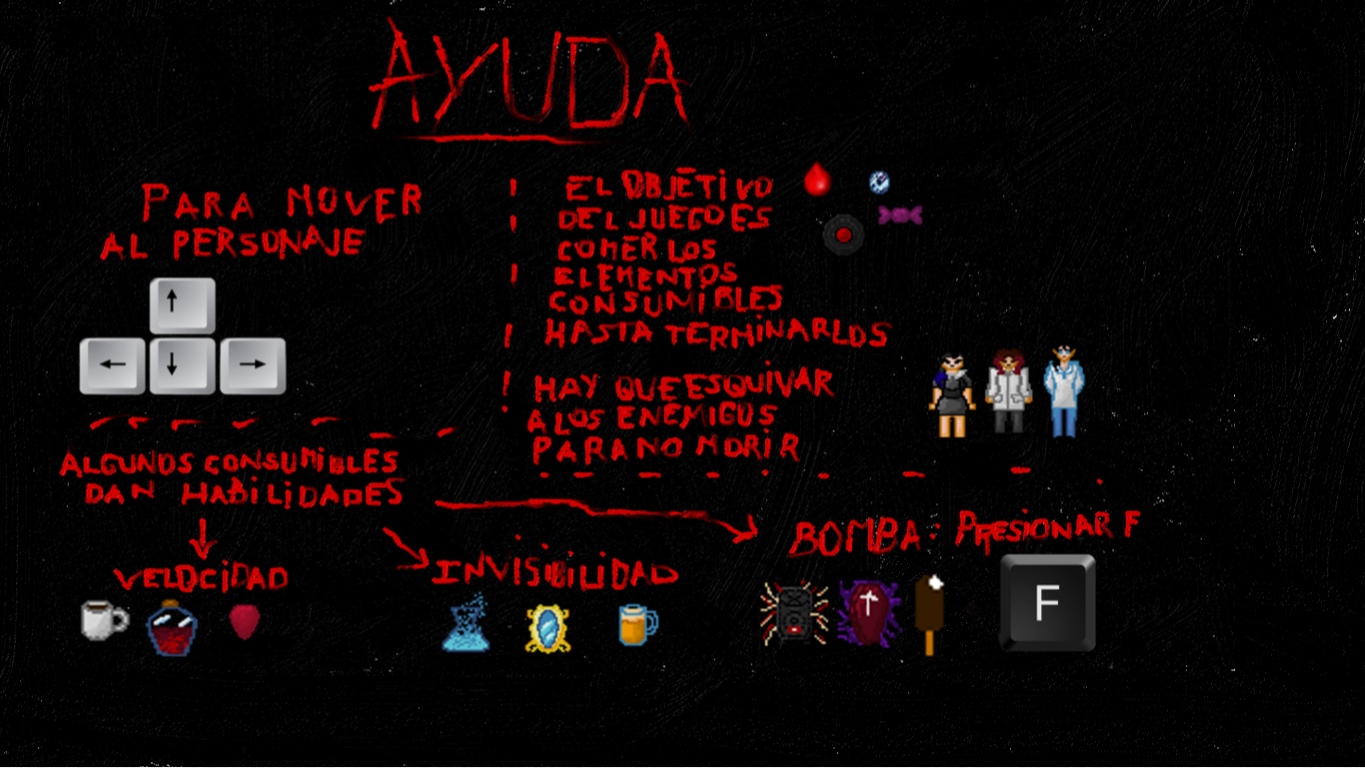 AYUDA
PARA MOVER
AL PERSONAJE
↑
← ↓ →
EL OBJETIVO
DEL JUEGO ES
COMER LOS
ELEMENTOS
CONSUMIBLES
HASTA TERMINARLOS
HAY QUE ESQUIVAR
A LOS ENEMIGOS
PARA NO MORIR
ALGUNOS CONSUMIBLES
DAN HABILIDADES
VELOCIDAD
INVISIBILIDAD
BOMBA: PRESIONAR F
F